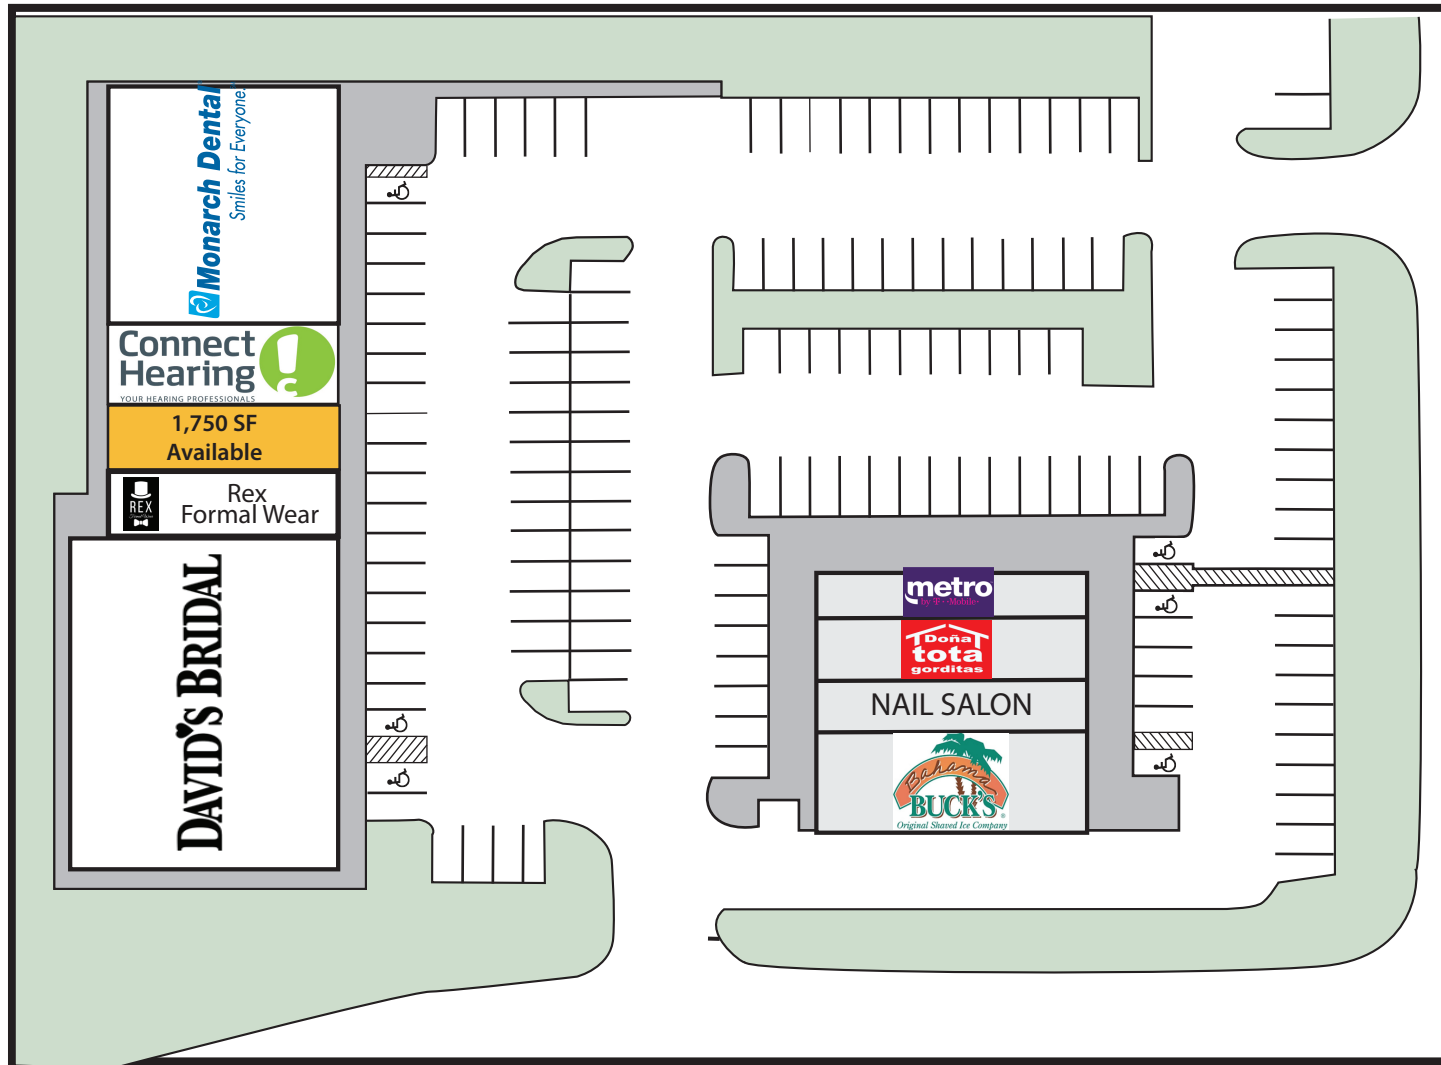 Monarch Dental
Smiles for Everyone.
Connect
Hearing
YOUR HEARING PROFESSIONALS
1,750 SF
Available
REX
Rex
Formal Wear
DAVID'S BRIDAL
metro
by T-Mobile
Doña
tota
gorditas
NAIL SALON
Bahama
BUCK'S
Original Shaved Ice Company